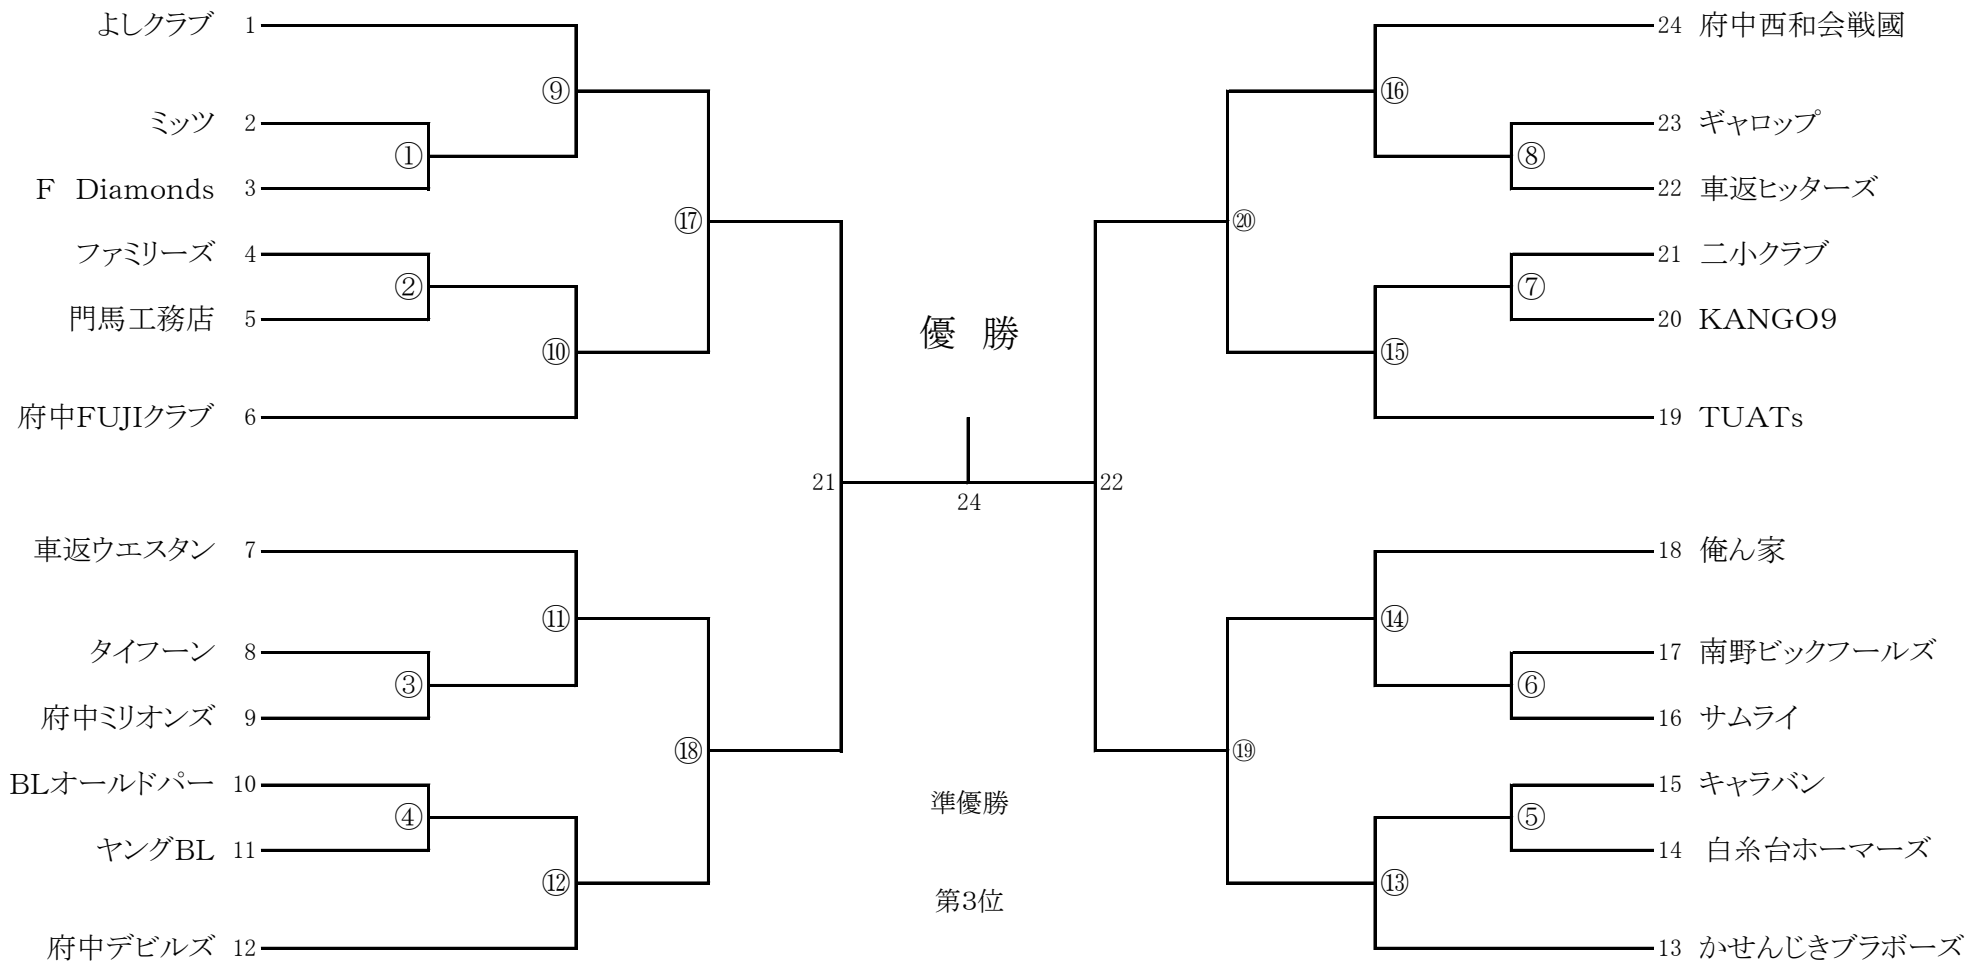 よしクラブ 1
⑨
ミッツ 2
①
F Diamonds 3
⑰
ファミリーズ 4
②
門馬工務店 5
⑩
府中FUJIクラブ 6
21
車返ウエスタン 7
⑪
タイフーン 8
③
府中ミリオンズ 9
⑱
BLオールドパー 10
④
ヤングBL 11
⑫
府中デビルズ 12
優 勝
24
準優勝
第3位
24 府中西和会戦國
⑯
23 ギャロップ
⑧
22 車返ヒッターズ
⑳
21 二小クラブ
⑦
20 KANGO9
⑮
19 TUATs
22
18 俺ん家
⑭
17 南野ビックフールズ
⑥
16 サムライ
⑲
15 キャラバン
⑤
14 白糸台ホーマーズ
⑬
13 かせんじきブラボーズ